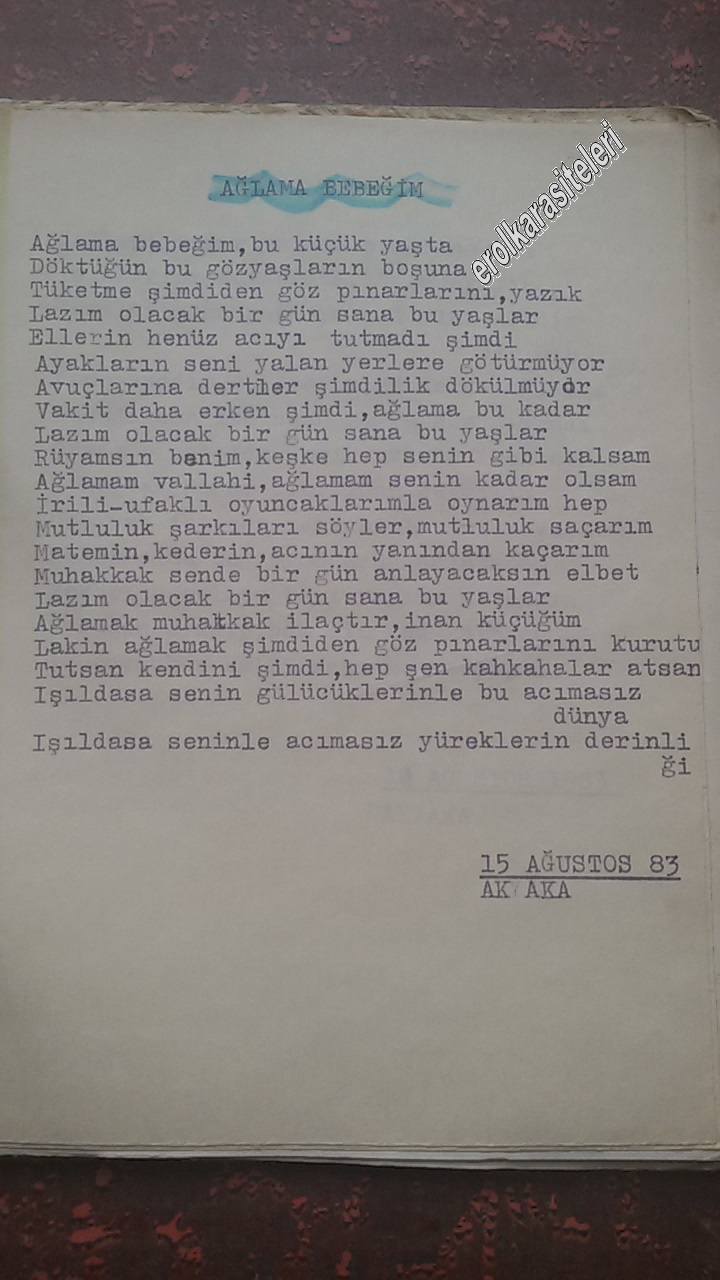 AĞLAMA BEBEĞİM
erolkarasiteleri
Ağlama bebeğim,bu küçük yaşta
Döktüğün bu gözyaşların boşuna
Tüketme şimdiden göz pınarlarını,yazık
Lazım olacak bir gün sana bu yaşlar
Ellerin henüz acıyı tutmadı şimdi
Ayakların seni yalan yerlere götürmüyor
Avuçlarına dertler şimdilik dökülmüyor
Vakit daha erken şimdi,ağlama bu kadar
Lazım olacak bir gün sana bu yaşlar
Rüyamsın benim,keşke hep senin gibi kalsam
Ağlamam vallahi,ağlamam senin kadar olsam
İrili-ufaklı oyuncaklarımla oynarım hep
Mutluluk şarkıları söyler,mutluluk saçarım
Matemin,kederin,acının yanından kaçarım
Muhakkak sende bir gün anlayacaksın elbet
Lazım olacak bir gün sana bu yaşlar
Ağlamak muhakkak ilaçtır,inan küçüğüm
Lakin ağlamak şimdiden göz pınarlarını kurutu
Tutsan kendini şimdi,hep şen kahkahalar atsan
Işıldasa senin gülücüklerinle bu acımasız
dünya
Işıldasa seninle acımasız yüreklerin derinli
ği
15 AĞUSTOS 83